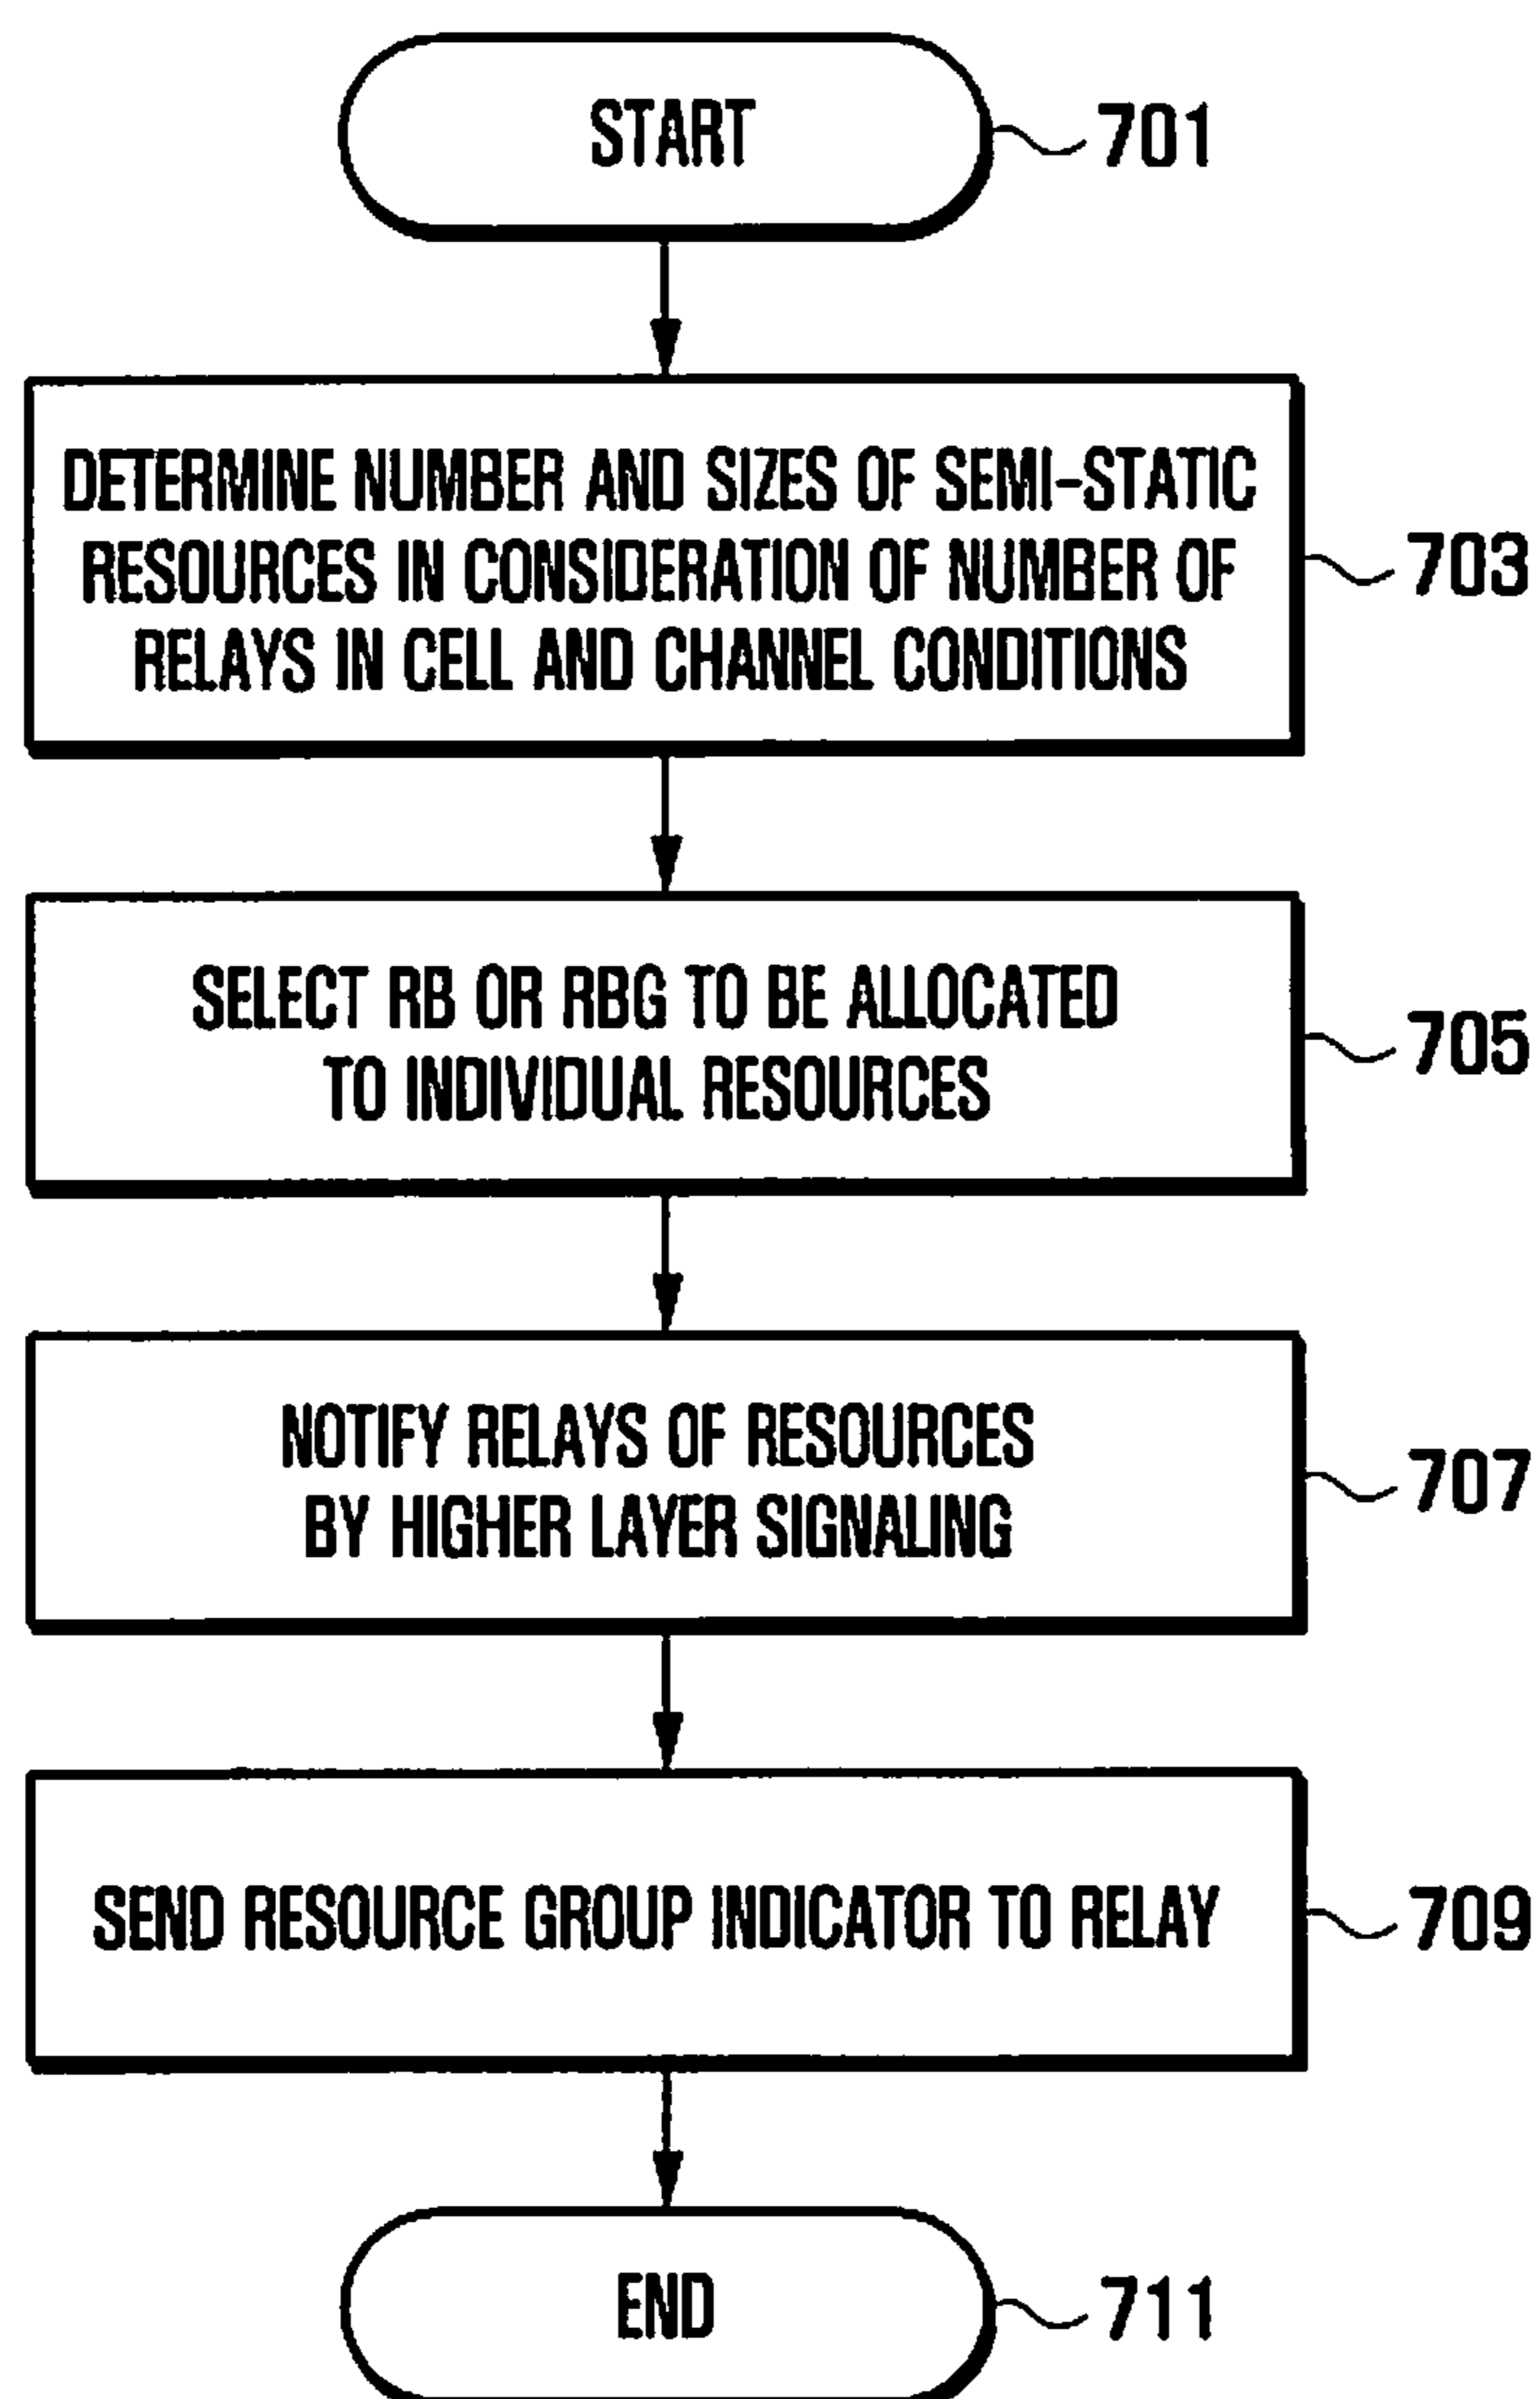 START
701
DETERMINE NUMBER AND SIZES OF SEMI-STATIC
RESOURCES IN CONSIDERATION OF NUMBER OF
RELAYS IN CELL AND CHANNEL CONDITIONS
703
SELECT RB OR RBG TO BE ALLOCATED
TO INDIVIDUAL RESOURCES
705
NOTIFY RELAYS OF RESOURCES
BY HIGHER LAYER SIGNALING
707
SEND RESOURCE GROUP INDICATOR TO RELAY
709
END
711